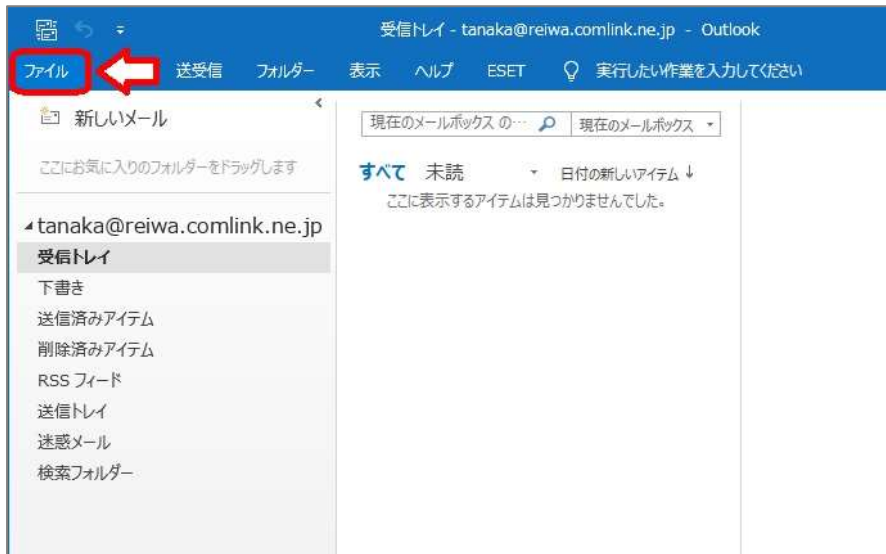 受信トレイ - tanaka@reiwa.comlink.ne.jp - Outlook
ファイル 送受信 フォルダー 表示 ヘルプ ESET 実行したい作業を入力してください
新しいメール
ここにお気に入りのフォルダーをドラッグします
tanaka@reiwa.comlink.ne.jp
受信トレイ
下書き
送信済みアイテム
削除済みアイテム
RSS フィード
送信トレイ
迷惑メール
検索フォルダー
現在のメールボックス の… 現在のメールボックス
すべて 未読 日付の新しいアイテム ↓
ここに表示するアイテムは見つかりませんでした。